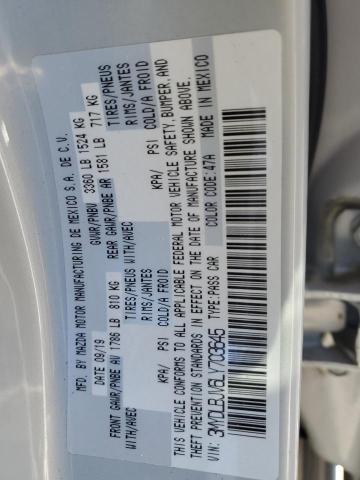 MFD. BY MAZDA MOTOR MANUFACTURING DE MEXICO S.A. DE C.V.
DATE 09/19 GVWR/PNBV 3360 LB 1524 KG
FRONT GAWR/PNBE AV 1786 LB 810 KG REAR GAWR/PNBE AR 1581 LB 717 KG
WITH/AVEC TIRES/PNEUS WITH/AVEC TIRES/PNEUS
RIMS/JANTES RIMS/JANTES
KPA/ PSI COLD/A FROID KPA/ PSI COLD/A FROID
THIS VEHICLE CONFORMS TO ALL APPLICABLE FEDERAL MOTOR VEHICLE SAFETY, BUMPER, AND
THEFT PREVENTION STANDARDS IN EFFECT ON THE DATE OF MANUFACTURE SHOWN ABOVE.
COLOR CODE: 47A MADE IN MEXICO
VIN: TYPE: PASS CAR